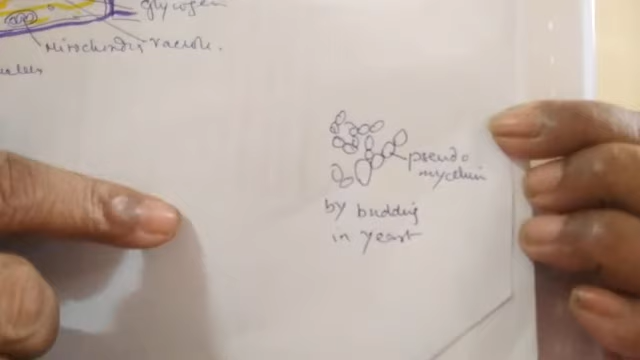 glycogen
Mitochondria vacuole.
pseudo
mycelium
by budding
in yeast